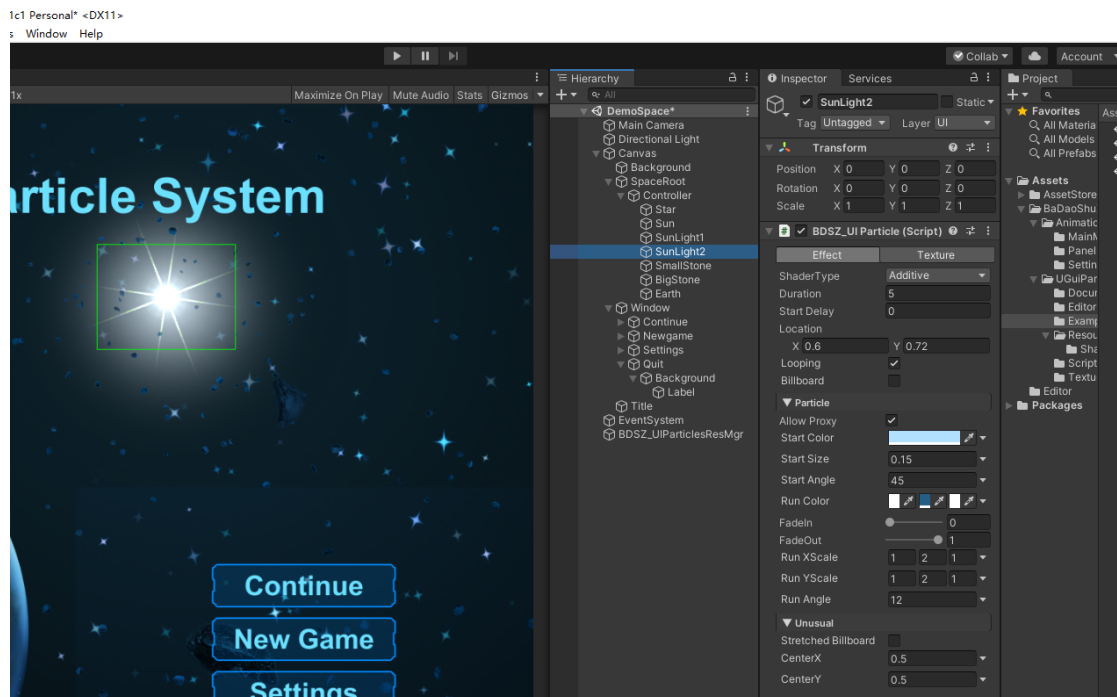 1c1 Personal* <DX11>
s Window Help
Collab
Account
1x
Maximize On Play Mute Audio Stats Gizmos
article System
Continue
New Game
Settings
Hierarchy
All
DemoSpace*
Main Camera
Directional Light
Canvas
Background
SpaceRoot
Controller
Star
Sun
SunLight1
SunLight2
SmallStone
BigStone
Earth
Window
Continue
Newgame
Settings
Quit
Background
Label
Title
EventSystem
BDSZ_UIParticlesResMgr
Inspector Services
SunLight2 Static
Tag Untagged Layer UI
Transform
Position X 0 Y 0 Z 0
Rotation X 0 Y 0 Z 0
Scale X 1 Y 1 Z 1
BDSZ_UI Particle (Script)
Effect Texture
ShaderType Additive
Duration 5
Start Delay 0
Location
X 0.6 Y 0.72
Looping
Billboard
Particle
Allow Proxy
Start Color
Start Size 0.15
Start Angle 45
Run Color
FadeIn 0
FadeOut 1
Run XScale 1 2 1
Run YScale 1 2 1
Run Angle 12
Unusual
Stretched Billboard
CenterX 0.5
CenterY 0.5
Project
Favorites
All Materia
All Models
All Prefabs
Assets
AssetStore
BaDaoShu
Animatic
MainM
Panel
Settin
UGuiPar
Docur
Editor
Examp
Resou
Sha
Script
Textu
Editor
Packages
Ass